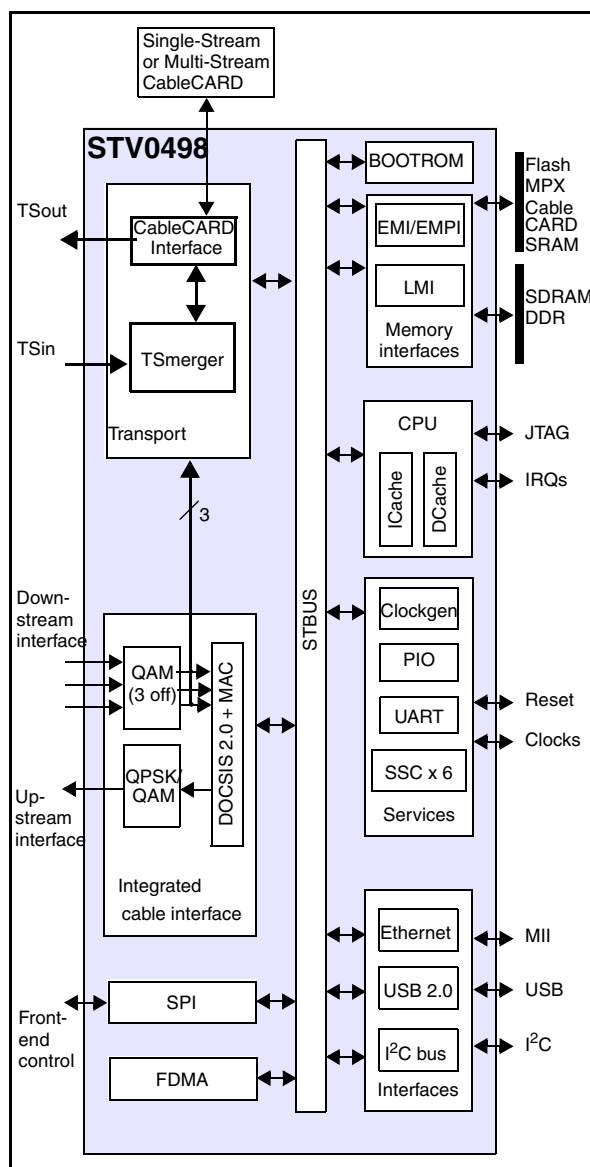 Single-Stream
or Multi-Stream
CableCARD
STV0498
TSout
CableCARD
Interface
TSin
TSmerger
Transport
3
Down-
stream
interface
QAM
(3 off)
DOCSIS 2.0 + MAC
QPSK/
QAM
Up-
stream
interface
Integrated
cable interface
SPI
Front-
end
control
FDMA
STBUS
BOOTROM
EMI/EMPI
LMI
Memory
interfaces
Flash
MPX
Cable
CARD
SRAM
SDRAM
DDR
CPU
ICache
DCache
JTAG
IRQs
Clockgen
PIO
UART
SSC x 6
Services
Reset
Clocks
Ethernet
USB 2.0
I²C bus
Interfaces
MII
USB
I²C